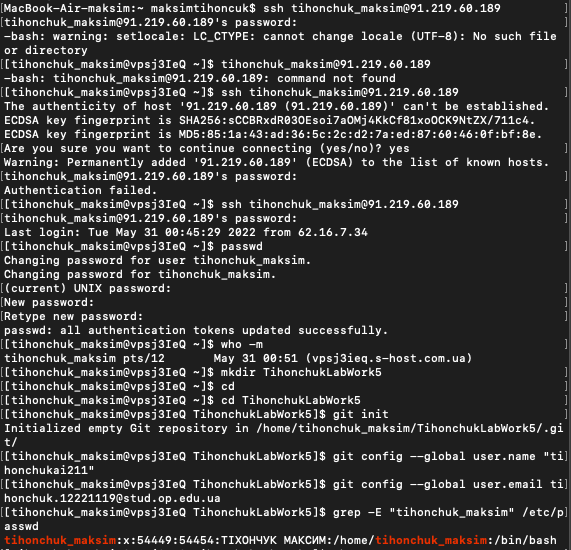 [MacBook-Air-maksim:~ maksimtihoncuk$ ssh tihonchuk_maksim@91.219.60.189 ]
[tihonchuk_maksim@91.219.60.189's password: ]
-bash: warning: setlocale: LC_CTYPE: cannot change locale (UTF-8): No such file
or directory
[[tihonchuk_maksim@vpsj3IeQ ~]$ tihonchuk_maksim@91.219.60.189 ]
-bash: tihonchuk_maksim@91.219.60.189: command not found
[[tihonchuk_maksim@vpsj3IeQ ~]$ ssh tihonchuk_maksim@91.219.60.189 ]
The authenticity of host '91.219.60.189 (91.219.60.189)' can't be established.
ECDSA key fingerprint is SHA256:sCCBRxdR03OEsoi7aOMj4KkCf81xoOCK9NtZX/711c4.
ECDSA key fingerprint is MD5:85:1a:43:ad:36:5c:2c:d2:7a:ed:87:60:46:0f:bf:8e.
[Are you sure you want to continue connecting (yes/no)? yes ]
Warning: Permanently added '91.219.60.189' (ECDSA) to the list of known hosts.
[tihonchuk_maksim@91.219.60.189's password: ]
Authentication failed.
[[tihonchuk_maksim@vpsj3IeQ ~]$ ssh tihonchuk_maksim@91.219.60.189 ]
[tihonchuk_maksim@91.219.60.189's password: ]
Last login: Tue May 31 00:45:29 2022 from 62.16.7.34
[[tihonchuk_maksim@vpsj3IeQ ~]$ passwd ]
Changing password for user tihonchuk_maksim.
Changing password for tihonchuk_maksim.
[(current) UNIX password: ]
[New password: ]
[Retype new password: ]
passwd: all authentication tokens updated successfully.
[[tihonchuk_maksim@vpsj3IeQ ~]$ who -m ]
tihonchuk_maksim pts/12 May 31 00:51 (vpsj3ieq.s-host.com.ua)
[[tihonchuk_maksim@vpsj3IeQ ~]$ mkdir TihonchukLabWork5 ]
[[tihonchuk_maksim@vpsj3IeQ ~]$ cd ]
[[tihonchuk_maksim@vpsj3IeQ ~]$ cd TihonchukLabWork5 ]
[[tihonchuk_maksim@vpsj3IeQ TihonchukLabWork5]$ git init ]
Initialized empty Git repository in /home/tihonchuk_maksim/TihonchukLabWork5/.gi
t/
[[tihonchuk_maksim@vpsj3IeQ TihonchukLabWork5]$ git config --global user.name "ti]
honchukai211"
[[tihonchuk_maksim@vpsj3IeQ TihonchukLabWork5]$ git config --global user.email ti]
honchuk.12221119@stud.op.edu.ua
[[tihonchuk_maksim@vpsj3IeQ TihonchukLabWork5]$ grep -E "tihonchuk_maksim" /etc/p]
asswd
tihonchuk_maksim:x:54449:54454:ТІХОНЧУК МАКСИМ:/home/tihonchuk_maksim:/bin/bash